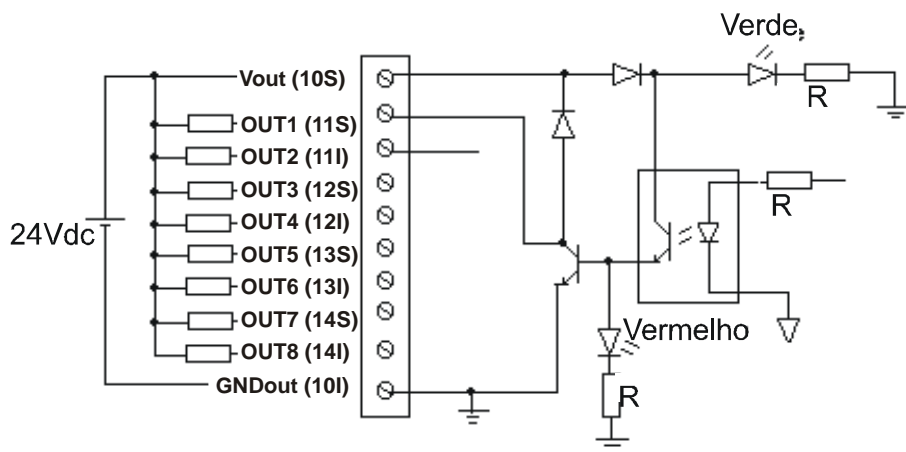 Verde
Vout (10S)
R
OUT1 (11S)
OUT2 (11I)
OUT3 (12S)
R
OUT4 (12I)
24Vdc
OUT5 (13S)
OUT6 (13I)
OUT7 (14S)
Vermelho
OUT8 (14I)
GNDout (10I)
R